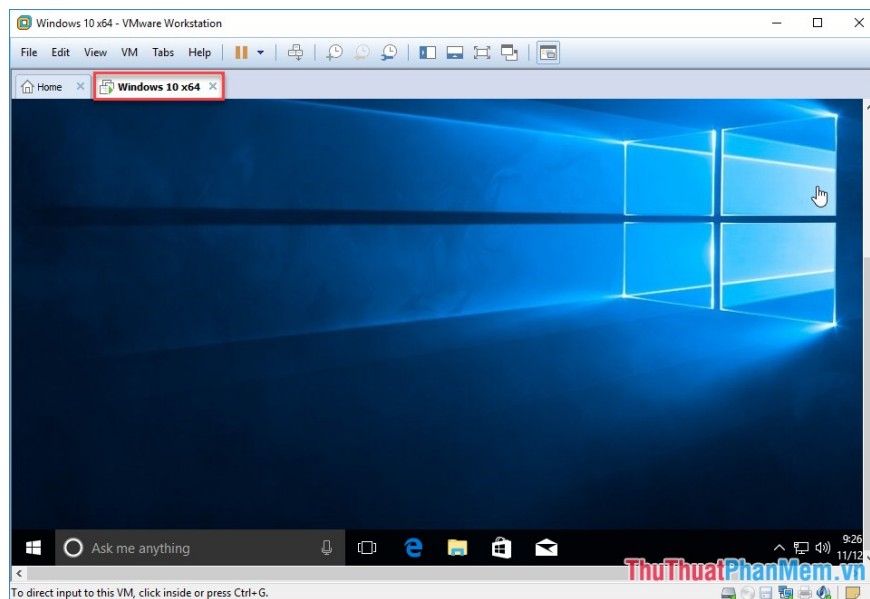 Windows 10 x64 - VMware Workstation
File Edit View VM Tabs Help
Home Windows 10 x64
Ask me anything
9:26
11/12
ThuThuatPhanMem.vn
To direct input to this VM, click inside or press Ctrl+G.